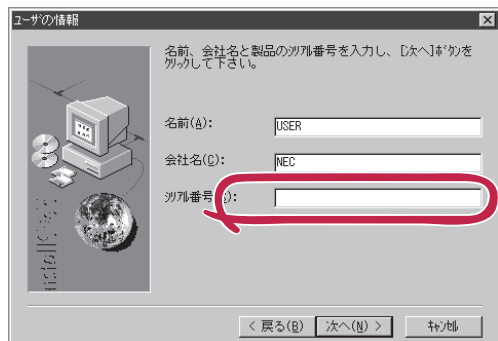 ユーザの情報
名前、会社名と製品のｼﾘｱﾙ番号を入力し、[次へ]ﾎﾞﾀﾝを
ｸﾘｯｸして下さい。
名前(A):
USER
会社名(C):
NEC
ｼﾘｱﾙ番号(S):
InstallShield
< 戻る(B)
次へ(N) >
ｷｬﾝｾﾙ